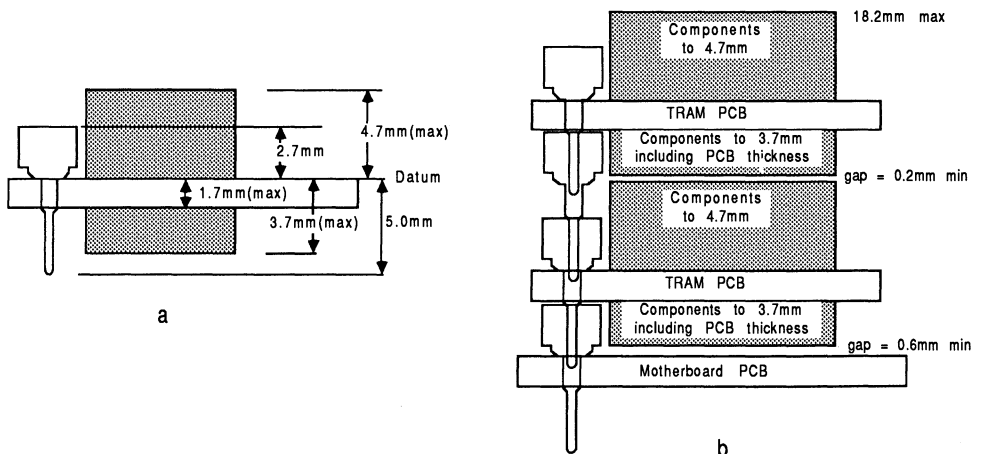 4.7mm(max)
2.7mm
Datum
1.7mm(max)
3.7mm(max)
5.0mm
a
18.2mm max
Components
to 4.7mm
TRAM PCB
Components to 3.7mm
including PCB thickness
gap = 0.2mm min
Components
to 4.7mm
TRAM PCB
Components to 3.7mm
including PCB thickness
gap = 0.6mm min
Motherboard PCB
b